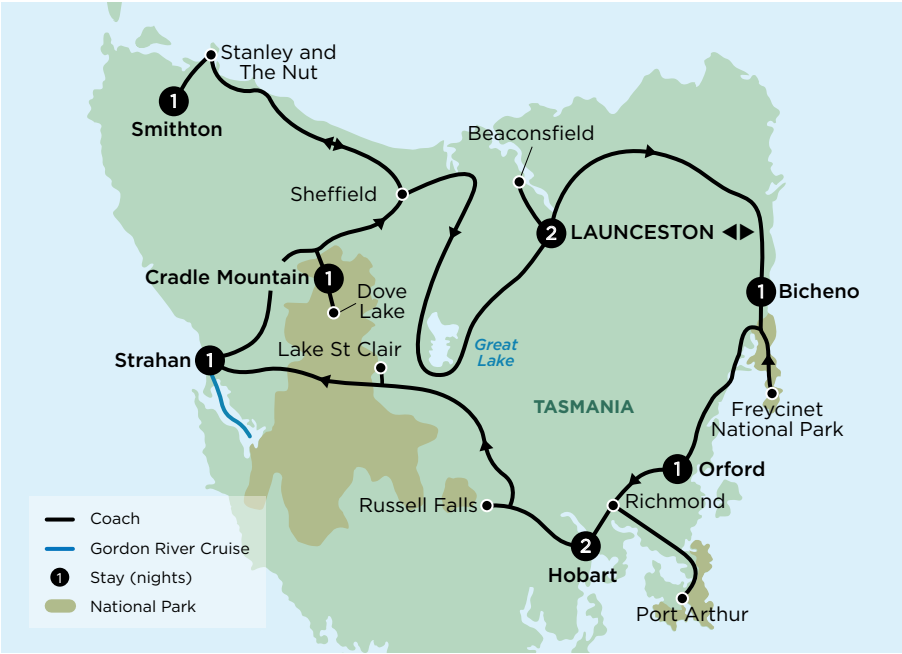 Stanley and
The Nut
1
Smithton
Beaconsfield
Sheffield
2 LAUNCESTON
Cradle Mountain 1
Dove
Lake
1 Bicheno
Great
Lake
Lake St Clair
Strahan 1
TASMANIA
Freycinet
National Park
1 Orford
Richmond
Russell Falls
2
Hobart
Port Arthur
Coach
Gordon River Cruise
1 Stay (nights)
National Park